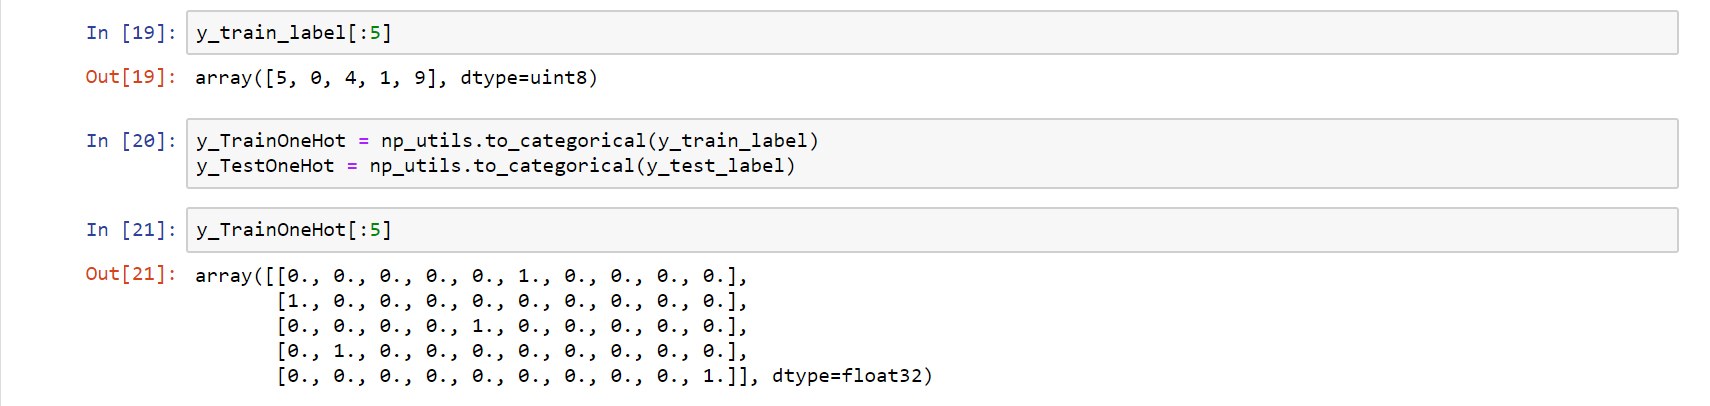 In [19]: y_train_label[:5]
Out[19]: array([5, 0, 4, 1, 9], dtype=uint8)
In [20]: y_TrainOneHot = np_utils.to_categorical(y_train_label)
y_TestOneHot = np_utils.to_categorical(y_test_label)
In [21]: y_TrainOneHot[:5]
Out[21]: array([[0., 0., 0., 0., 0., 1., 0., 0., 0., 0.],
[1., 0., 0., 0., 0., 0., 0., 0., 0., 0.],
[0., 0., 0., 0., 1., 0., 0., 0., 0., 0.],
[0., 1., 0., 0., 0., 0., 0., 0., 0., 0.],
[0., 0., 0., 0., 0., 0., 0., 0., 0., 1.]], dtype=float32)